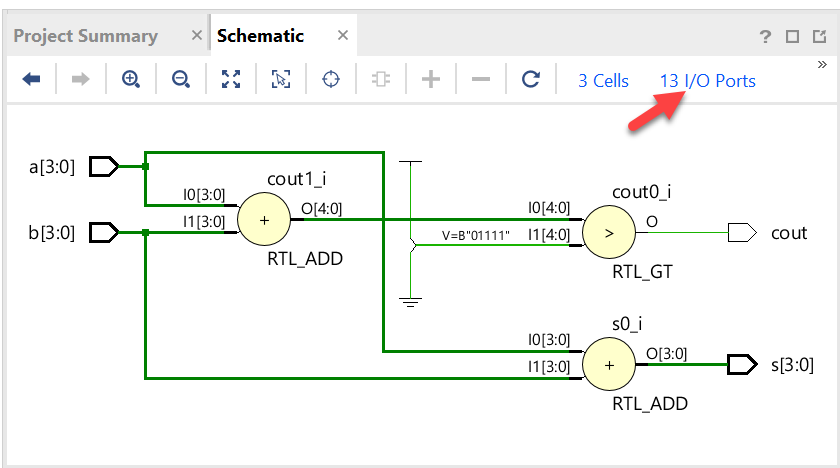 Project Summary × Schematic × ?
3 Cells 13 I/O Ports »
a[3:0]
b[3:0]
cout1_i
I0[3:0]
I1[3:0]
+
O[4:0]
RTL_ADD
V=B"01111"
cout0_i
I0[4:0]
I1[4:0]
>
O
RTL_GT
cout
s0_i
I0[3:0]
I1[3:0]
+
O[3:0]
RTL_ADD
s[3:0]